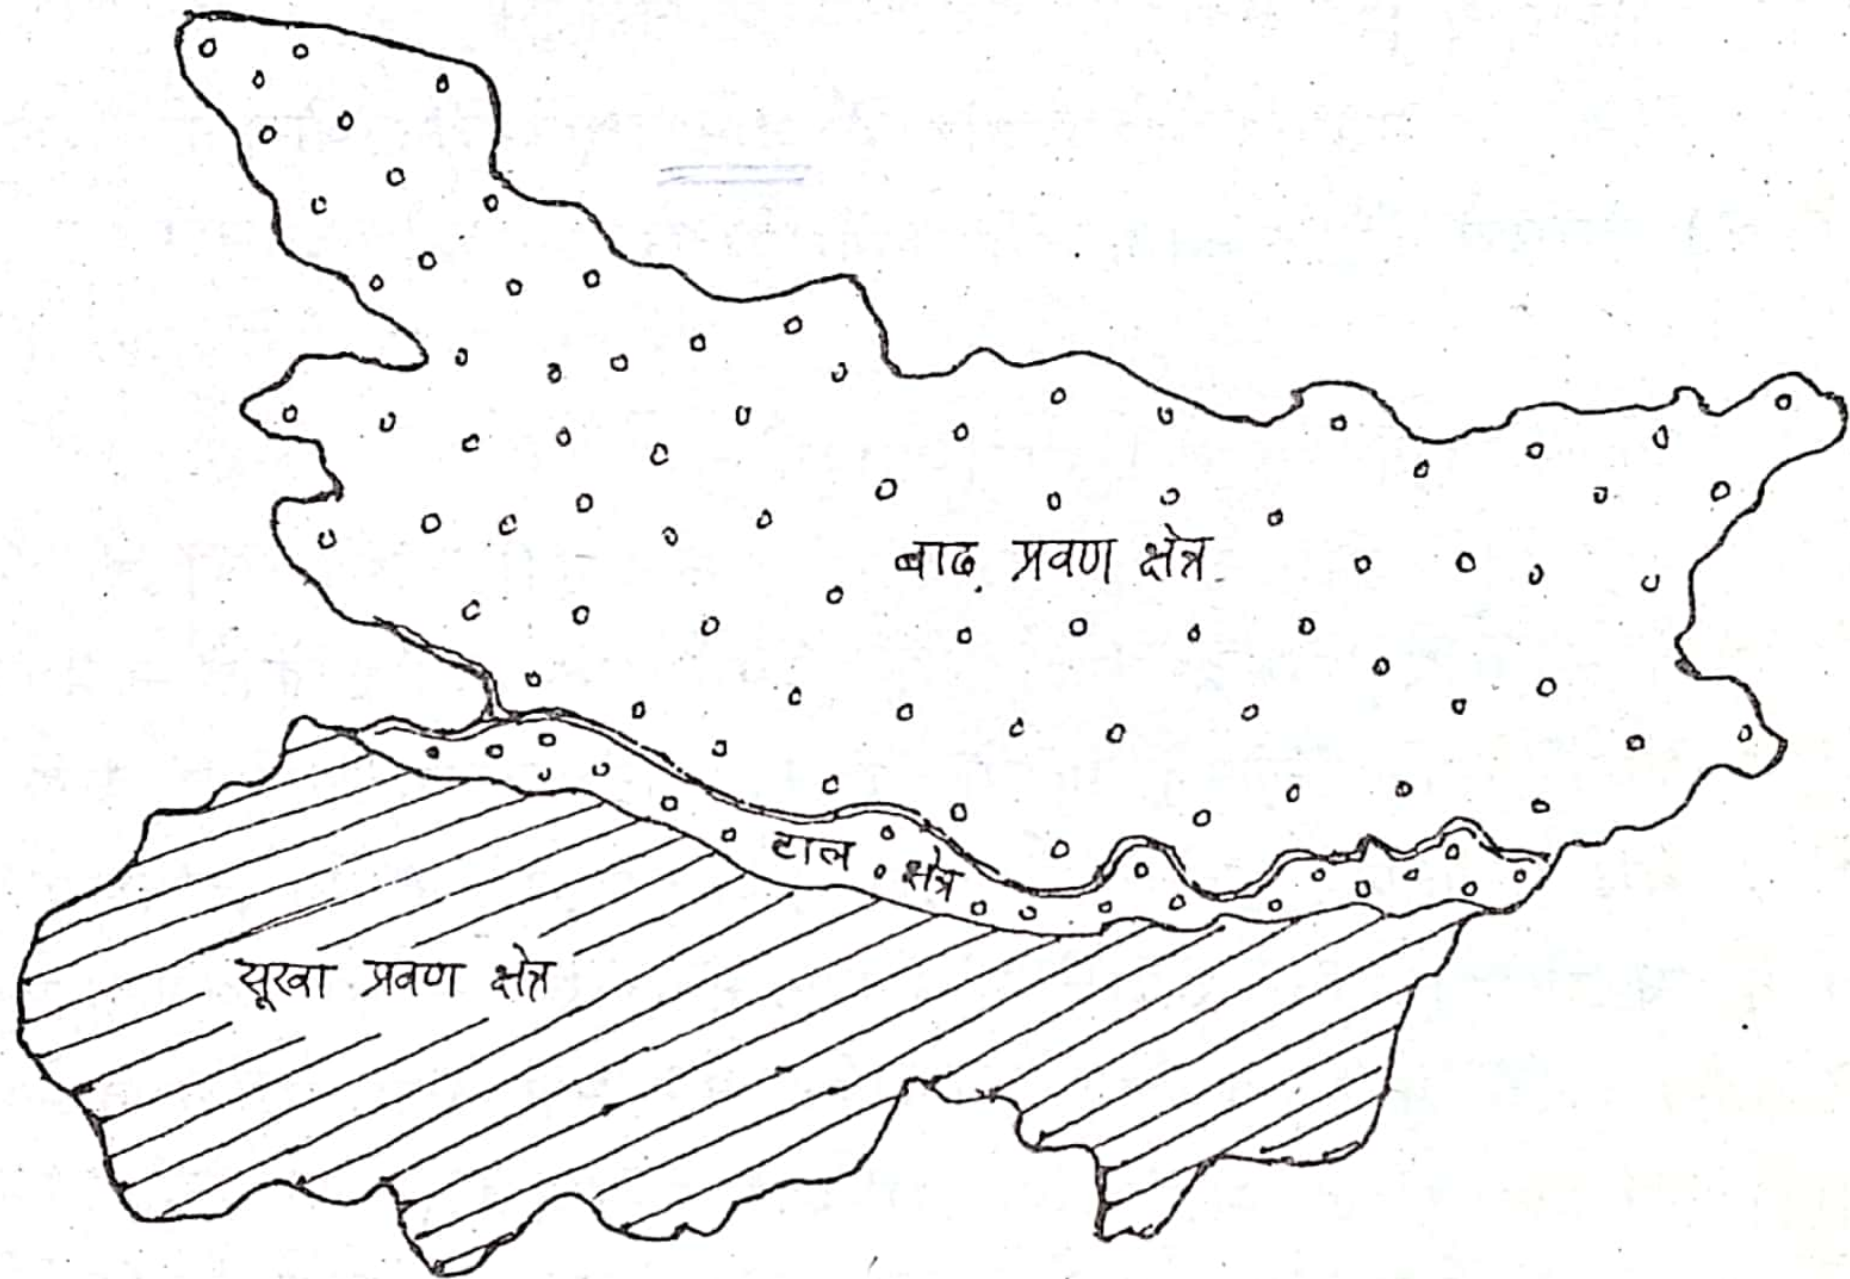 बाढ़ प्रवण क्षेत्र
टाल क्षेत्र
सूखा प्रवण क्षेत्र